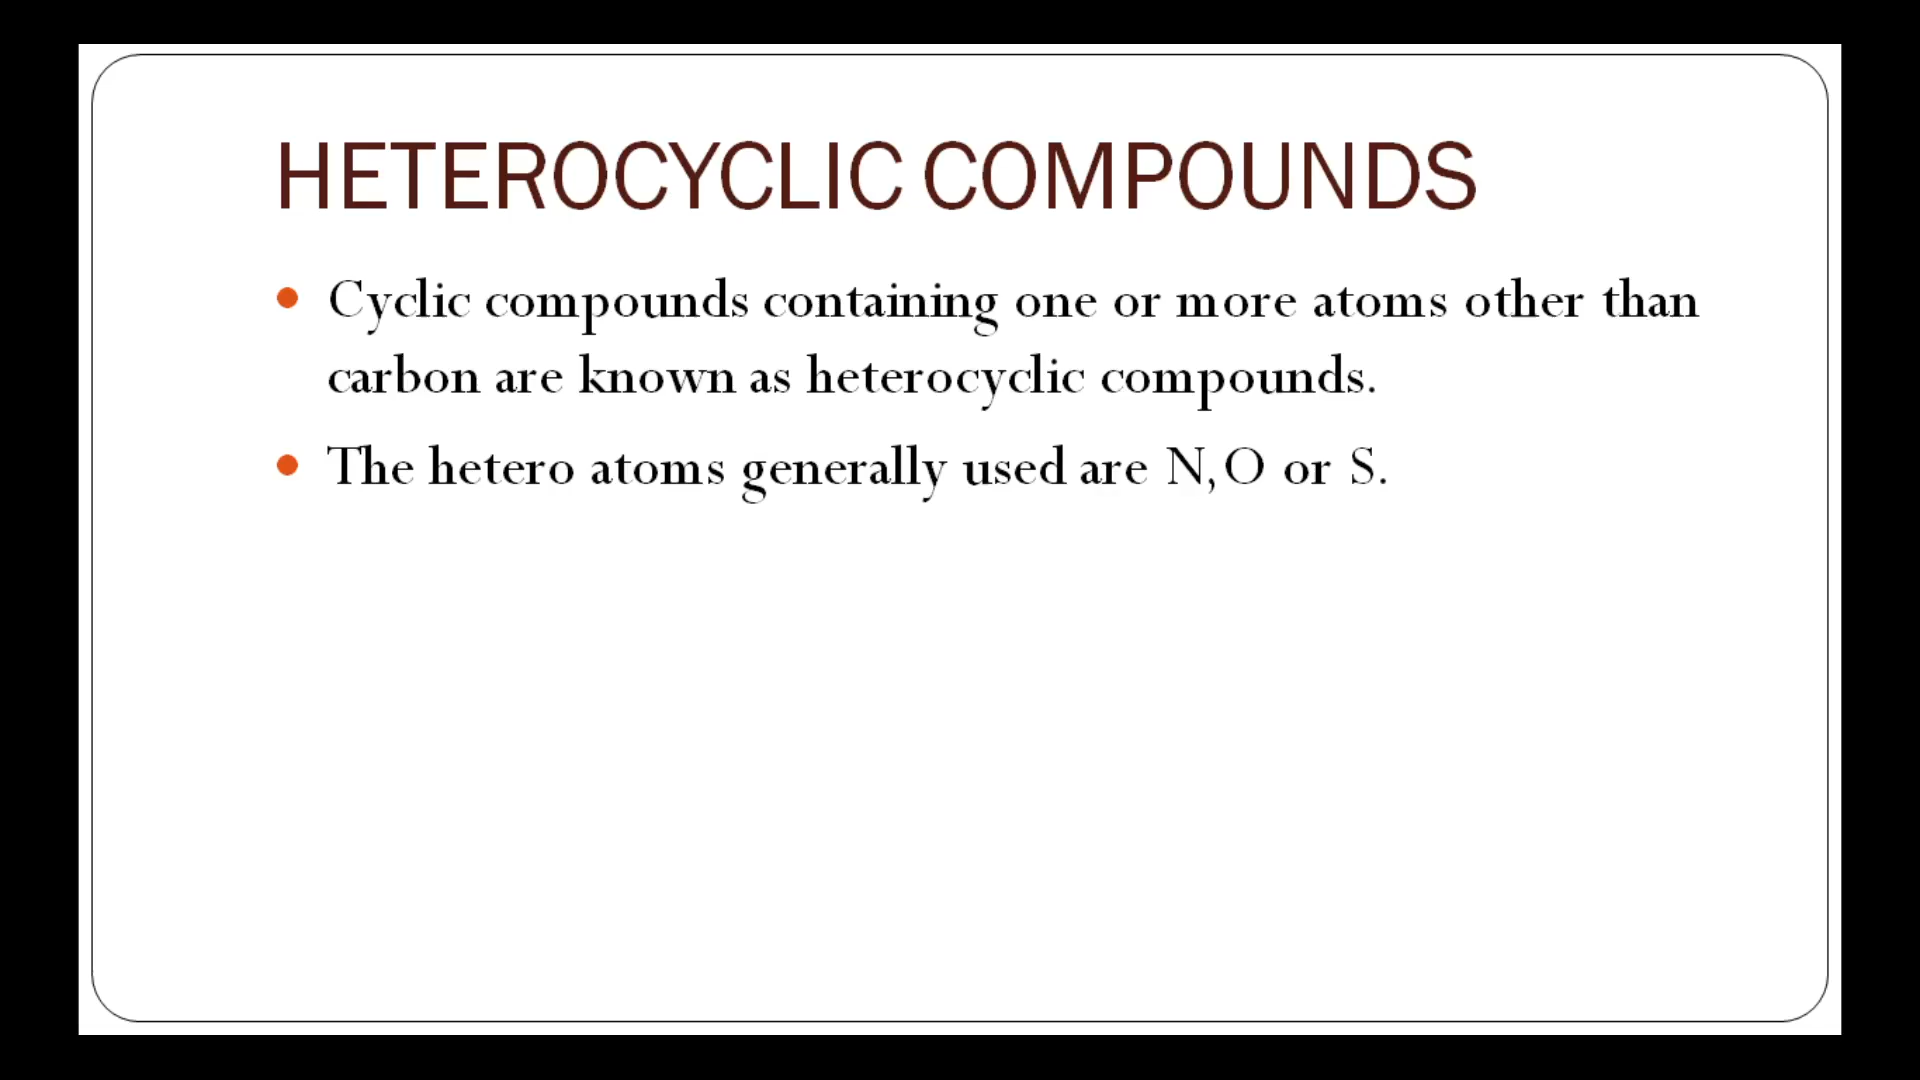 HETEROCYCLIC COMPOUNDS
Cyclic compounds containing one or more atoms other than
carbon are known as heterocyclic compounds.
The hetero atoms generally used are N,O or S.